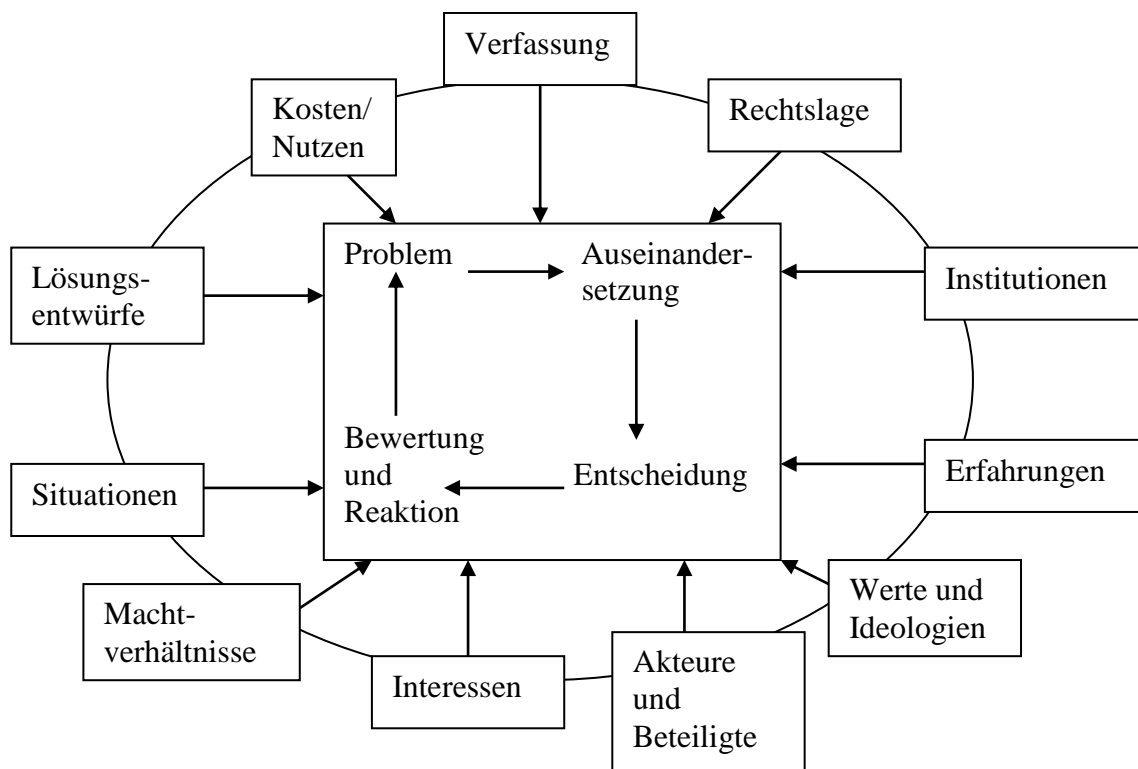 Verfassung
Kosten/
Nutzen
Rechtslage
Lösungs-
entwürfe
Problem
Auseinander-
setzung
Institutionen
Situationen
Bewertung
und
Reaktion
Entscheidung
Erfahrungen
Macht-
verhältnisse
Interessen
Akteure
und
Beteiligte
Werte und
Ideologien